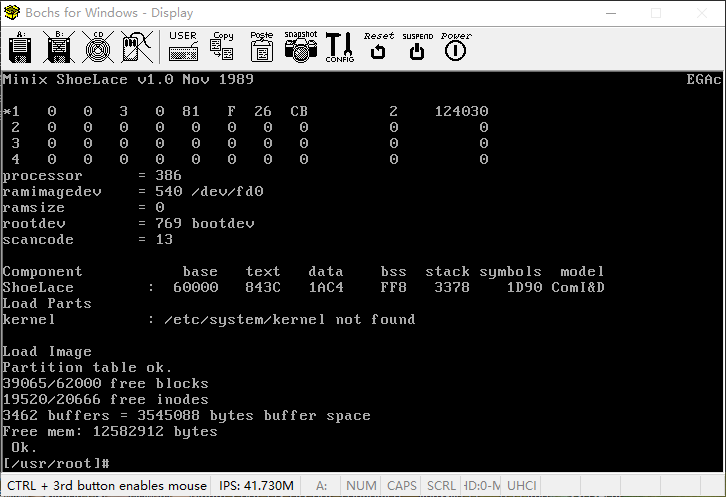 Bochs for Windows - Display
A: B: CD USER Copy Paste snapshot CONFIG Reset SUSPEND Power
Minix ShoeLace v1.0 Nov 1989 EGAc
*1 0 0 3 0 81 F 26 CB 2 124030
2 0 0 0 0 0 0 0 0 0 0
3 0 0 0 0 0 0 0 0 0 0
4 0 0 0 0 0 0 0 0 0 0
processor = 386
ramimagedev = 540 /dev/fd0
ramsize = 0
rootdev = 769 bootdev
scancode = 13
Component base text data bss stack symbols model
ShoeLace : 60000 843C 1AC4 FF8 3378 1D90 ComI&D
Load Parts
kernel : /etc/system/kernel not found
Load Image
Partition table ok.
39065/62000 free blocks
19520/20666 free inodes
3462 buffers = 3545088 bytes buffer space
Free mem: 12582912 bytes
Ok.
[/usr/root]#
CTRL + 3rd button enables mouse IPS: 41.730M A: NUM CAPS SCRL HD:0-M UHCI